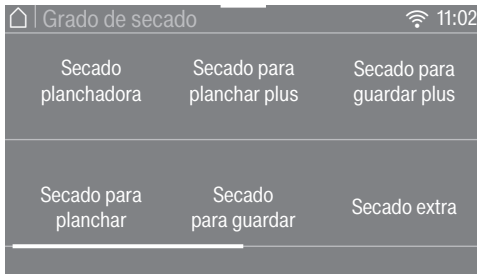 Grado de secado 11:02
Secado planchadora
Secado para planchar plus
Secado para guardar plus
Secado para planchar
Secado para guardar
Secado extra